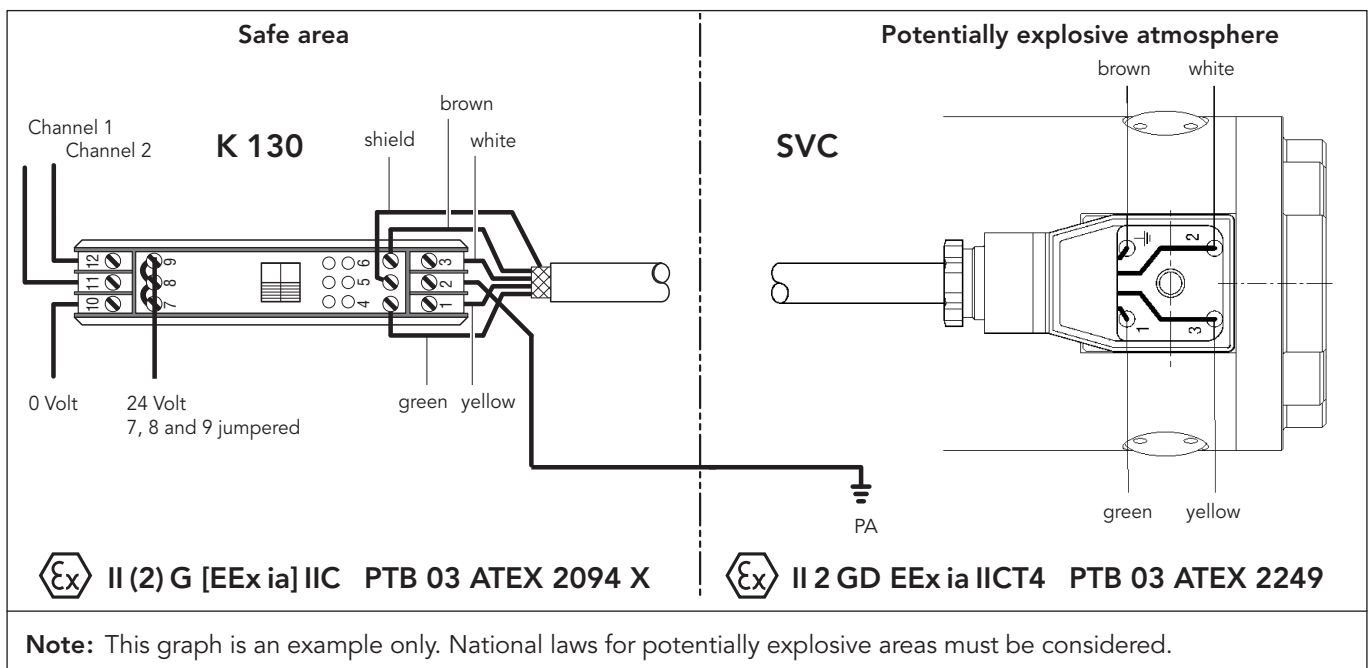 Safe area
Potentially explosive atmosphere
brown white
brown
Channel 1
Channel 2
K 130
shield
white
SVC
12 11 10
9 8 7
6 5 4
3 2 1
2
1
3
0 Volt
24 Volt
7, 8 and 9 jumpered
green yellow
green yellow
PA
Ex II (2) G [EEx ia] IIC PTB 03 ATEX 2094 X
Ex II 2 GD EEx ia IICT4 PTB 03 ATEX 2249
Note: This graph is an example only. National laws for potentially explosive areas must be considered.